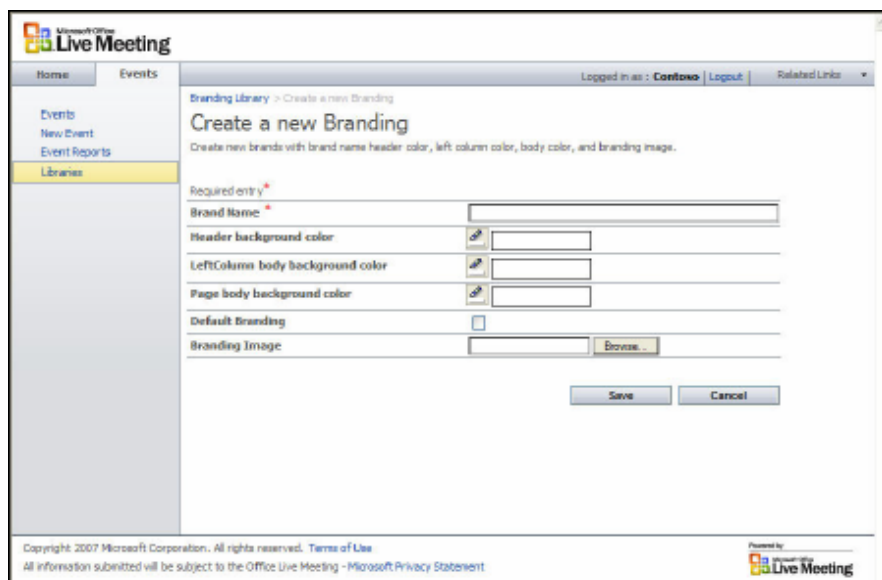 Microsoft Office
Live Meeting
Home Events Logged in as : Contoso | Logout | Related Links
Events
New Event
Event Reports
Libraries
Branding Library > Create a new Branding
Create a new Branding
Create new brands with brand name header color, left column color, body color, and branding image.
Required entry*
Brand Name *
Header background color
LeftColumn body background color
Page body background color
Default Branding
Branding Image Browse...
Save Cancel
Copyright 2007 Microsoft Corporation. All rights reserved. Terms of Use
All information submitted will be subject to the Office Live Meeting - Microsoft Privacy Statement
Powered by
Microsoft Office
Live Meeting